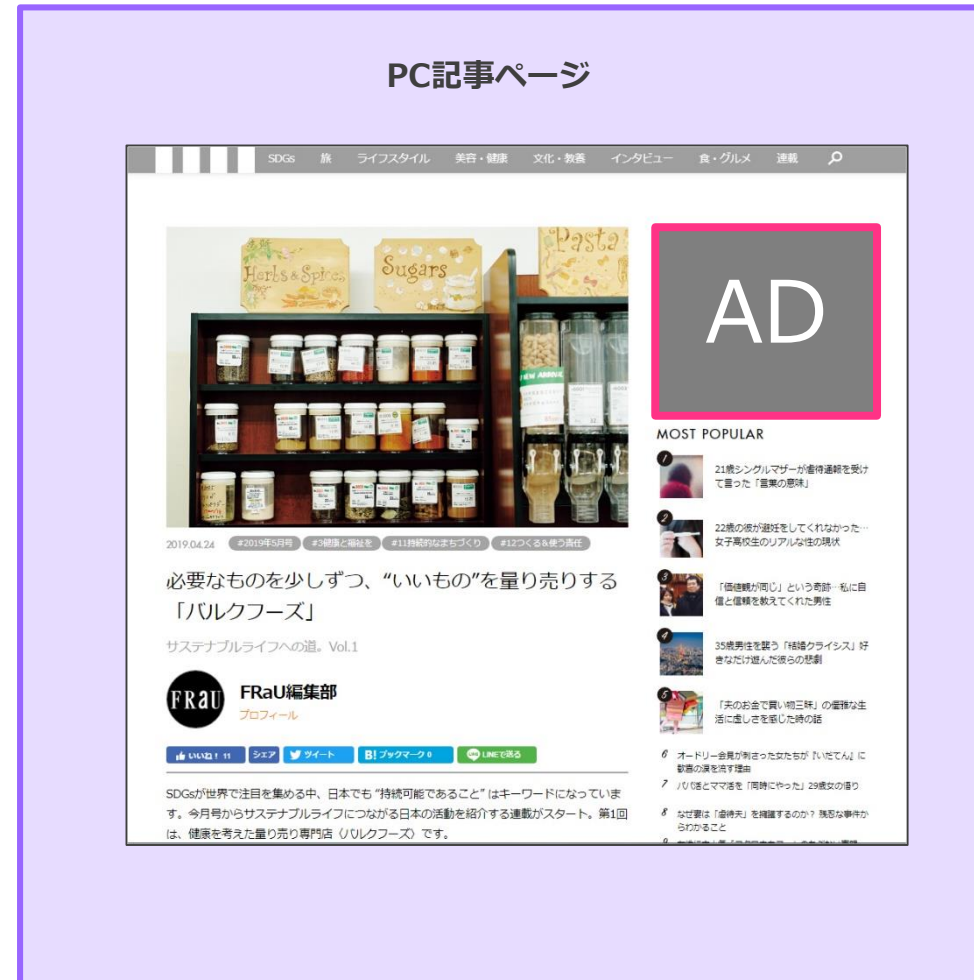 PC記事ページ
SDGs 旅 ライフスタイル 美容・健康 文化・教養 インタビュー 食・グルメ 連載
Herbs & Spices
Sugars
Pasta
AD
MOST POPULAR
1
21歳シングルマザーが虐待通報を受け
て言った「言葉の意味」
2
22歳の彼が避妊をしてくれなかった…
女子高校生のリアルな性の現状
3
「価値観が同じ」という奇跡…私に自
信と信頼を教えてくれた男性
4
35歳男性を襲う「結婚クライシス」好
きなだけ遊んだ彼らの悲劇
5
「夫のお金で買い物三昧」の優雅な生
活に虚しさを感じた時の話
6 オードリー会見が刺さった女たちが『いだてん』に
歓喜の涙を流す理由
7 パパ活とママ活を「同時にやった」29歳女の悟り
8 なぜ妻は「虐待夫」を擁護するのか？ 残忍な事件か
らわかること
2019.04.24 #2019年5月号 #3健康と福祉を #11持続的なまちづくり #12つくる&使う責任
必要なものを少しずつ、“いいもの”を量り売りする
「バルクフーズ」
サステナブルライフへの道。Vol.1
FRaU
FRaU編集部
プロフィール
いいね！ 11 シェア ツイート B! ブックマーク 0 LINEで送る
SDGsが世界で注目を集める中、日本でも “持続可能であること” はキーワードになっていま
す。今月号からサステナブルライフにつながる日本の活動を紹介する連載がスタート。第1回
は、健康を考えた量り売り専門店〈バルクフーズ〉です。